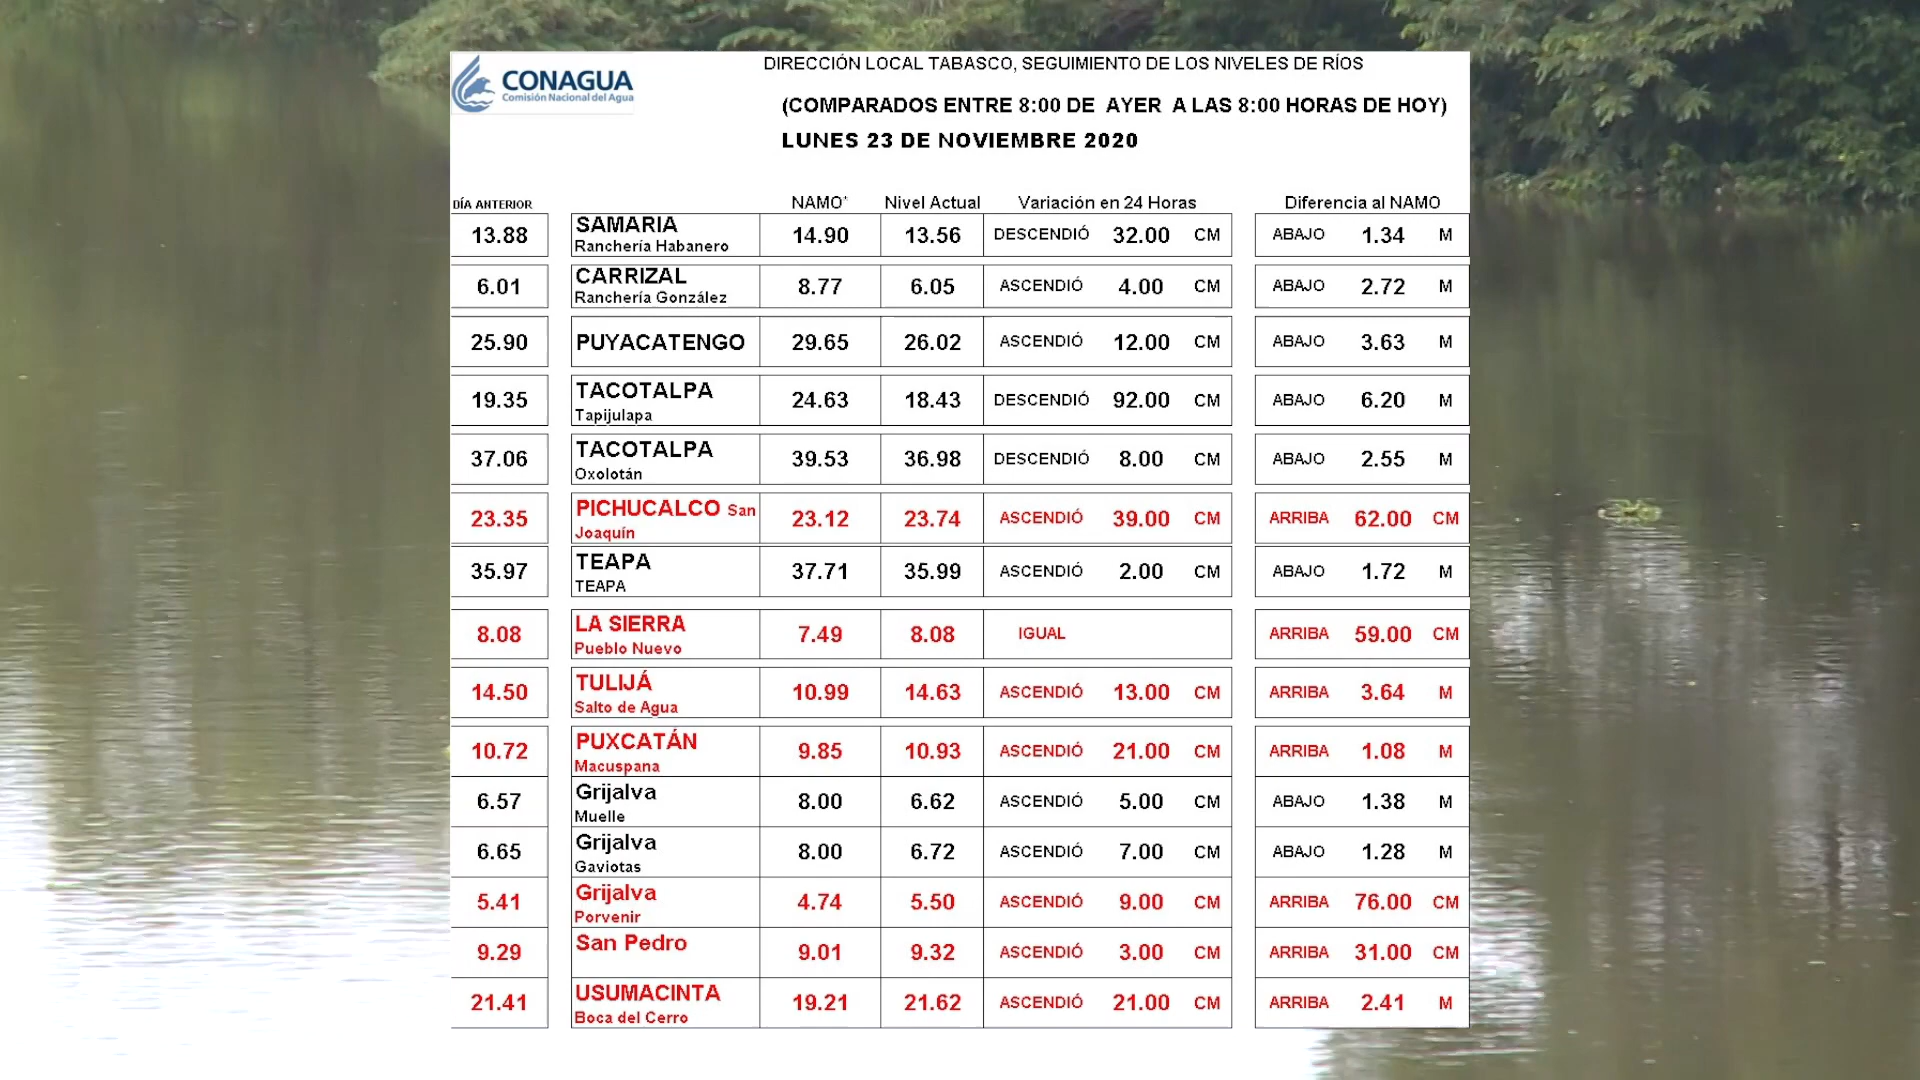 CONAGUA
Comisión Nacional del Agua
DIRECCIÓN LOCAL TABASCO, SEGUIMIENTO DE LOS NIVELES DE RÍOS
(COMPARADOS ENTRE 8:00 DE AYER A LAS 8:00 HORAS DE HOY)
LUNES 23 DE NOVIEMBRE 2020
DÍA ANTERIOR NAMO* Nivel Actual Variación en 24 Horas Diferencia al NAMO
13.88 SAMARIA 14.90 13.56 DESCENDIÓ 32.00 CM ABAJO 1.34 M
Ranchería Habanero
6.01 CARRIZAL 8.77 6.05 ASCENDIÓ 4.00 CM ABAJO 2.72 M
Ranchería González
25.90 PUYACATENGO 29.65 26.02 ASCENDIÓ 12.00 CM ABAJO 3.63 M
19.35 TACOTALPA 24.63 18.43 DESCENDIÓ 92.00 CM ABAJO 6.20 M
Tapijulapa
37.06 TACOTALPA 39.53 36.98 DESCENDIÓ 8.00 CM ABAJO 2.55 M
Oxolotán
23.35 PICHUCALCO San 23.12 23.74 ASCENDIÓ 39.00 CM ARRIBA 62.00 CM
Joaquín
35.97 TEAPA 37.71 35.99 ASCENDIÓ 2.00 CM ABAJO 1.72 M
TEAPA
8.08 LA SIERRA 7.49 8.08 IGUAL ARRIBA 59.00 CM
Pueblo Nuevo
14.50 TULIJÁ 10.99 14.63 ASCENDIÓ 13.00 CM ARRIBA 3.64 M
Salto de Agua
10.72 PUXCATÁN 9.85 10.93 ASCENDIÓ 21.00 CM ARRIBA 1.08 M
Macuspana
6.57 Grijalva 8.00 6.62 ASCENDIÓ 5.00 CM ABAJO 1.38 M
Muelle
6.65 Grijalva 8.00 6.72 ASCENDIÓ 7.00 CM ABAJO 1.28 M
Gaviotas
5.41 Grijalva 4.74 5.50 ASCENDIÓ 9.00 CM ARRIBA 76.00 CM
Porvenir
9.29 San Pedro 9.01 9.32 ASCENDIÓ 3.00 CM ARRIBA 31.00 CM
21.41 USUMACINTA 19.21 21.62 ASCENDIÓ 21.00 CM ARRIBA 2.41 M
Boca del Cerro